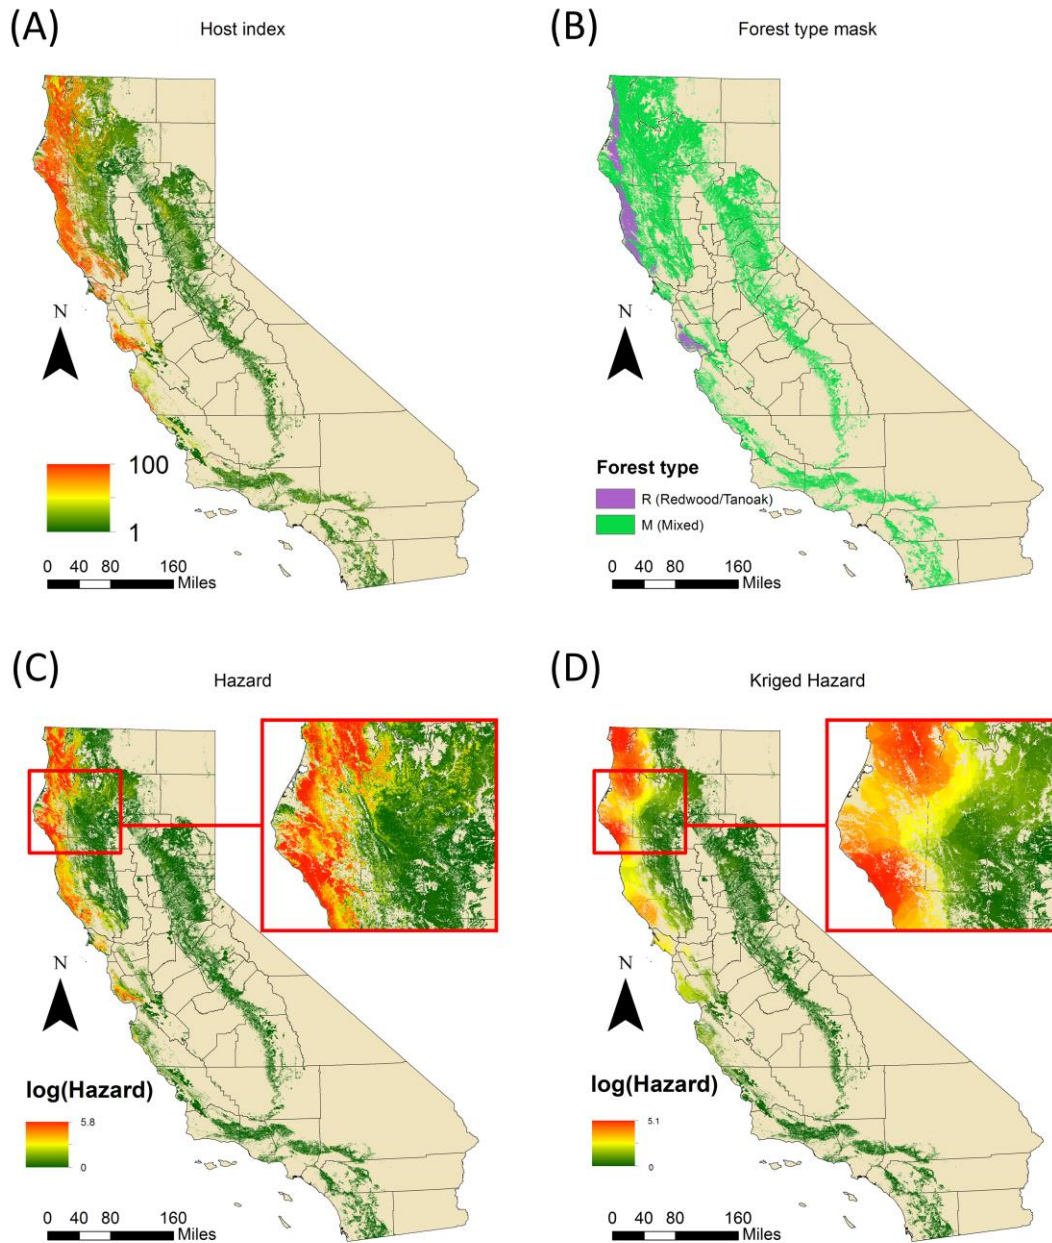 (A)
Host index
N
100
1
0 40 80 160
Miles
(B)
Forest type mask
N
Forest type
R (Redwood/Tanoak)
M (Mixed)
0 40 80 160
Miles
(C)
Hazard
N
log(Hazard)
5.8
0
0 40 80 160
Miles
(D)
Kriged Hazard
N
log(Hazard)
5.1
0
0 40 80 160
Miles